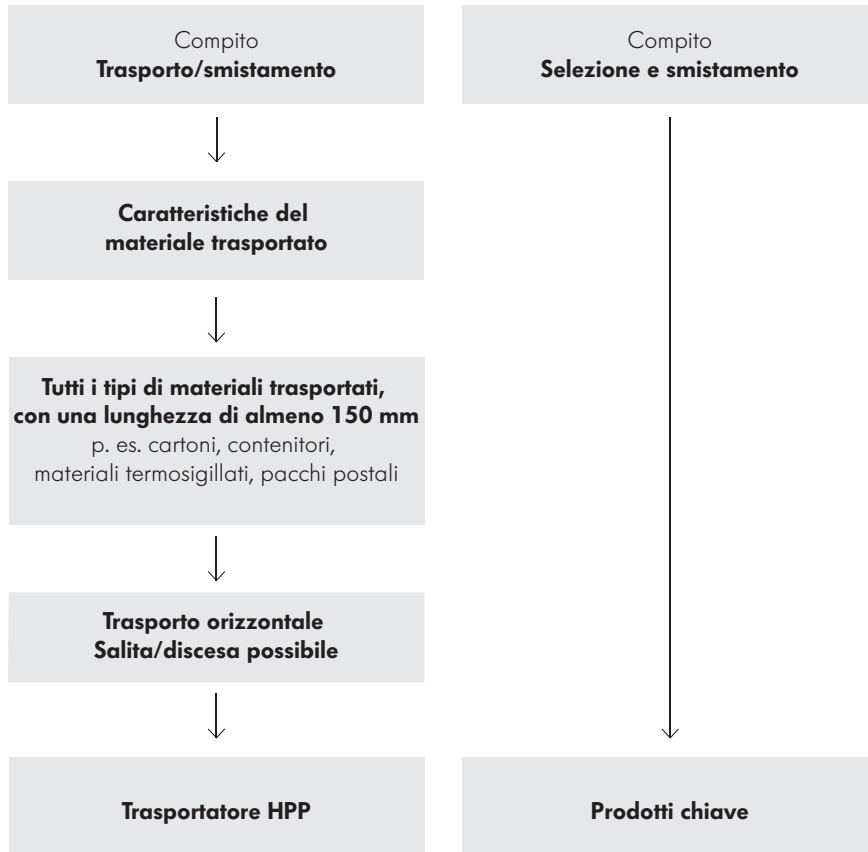 Compito
Trasporto/smistamento
Compito
Selezione e smistamento
Caratteristiche del
materiale trasportato
Tutti i tipi di materiali trasportati,
con una lunghezza di almeno 150 mm
p. es. cartoni, contenitori,
materiali termosigillati, pacchi postali
Trasporto orizzontale
Salita/discesa possibile
Trasportatore HPP
Prodotti chiave